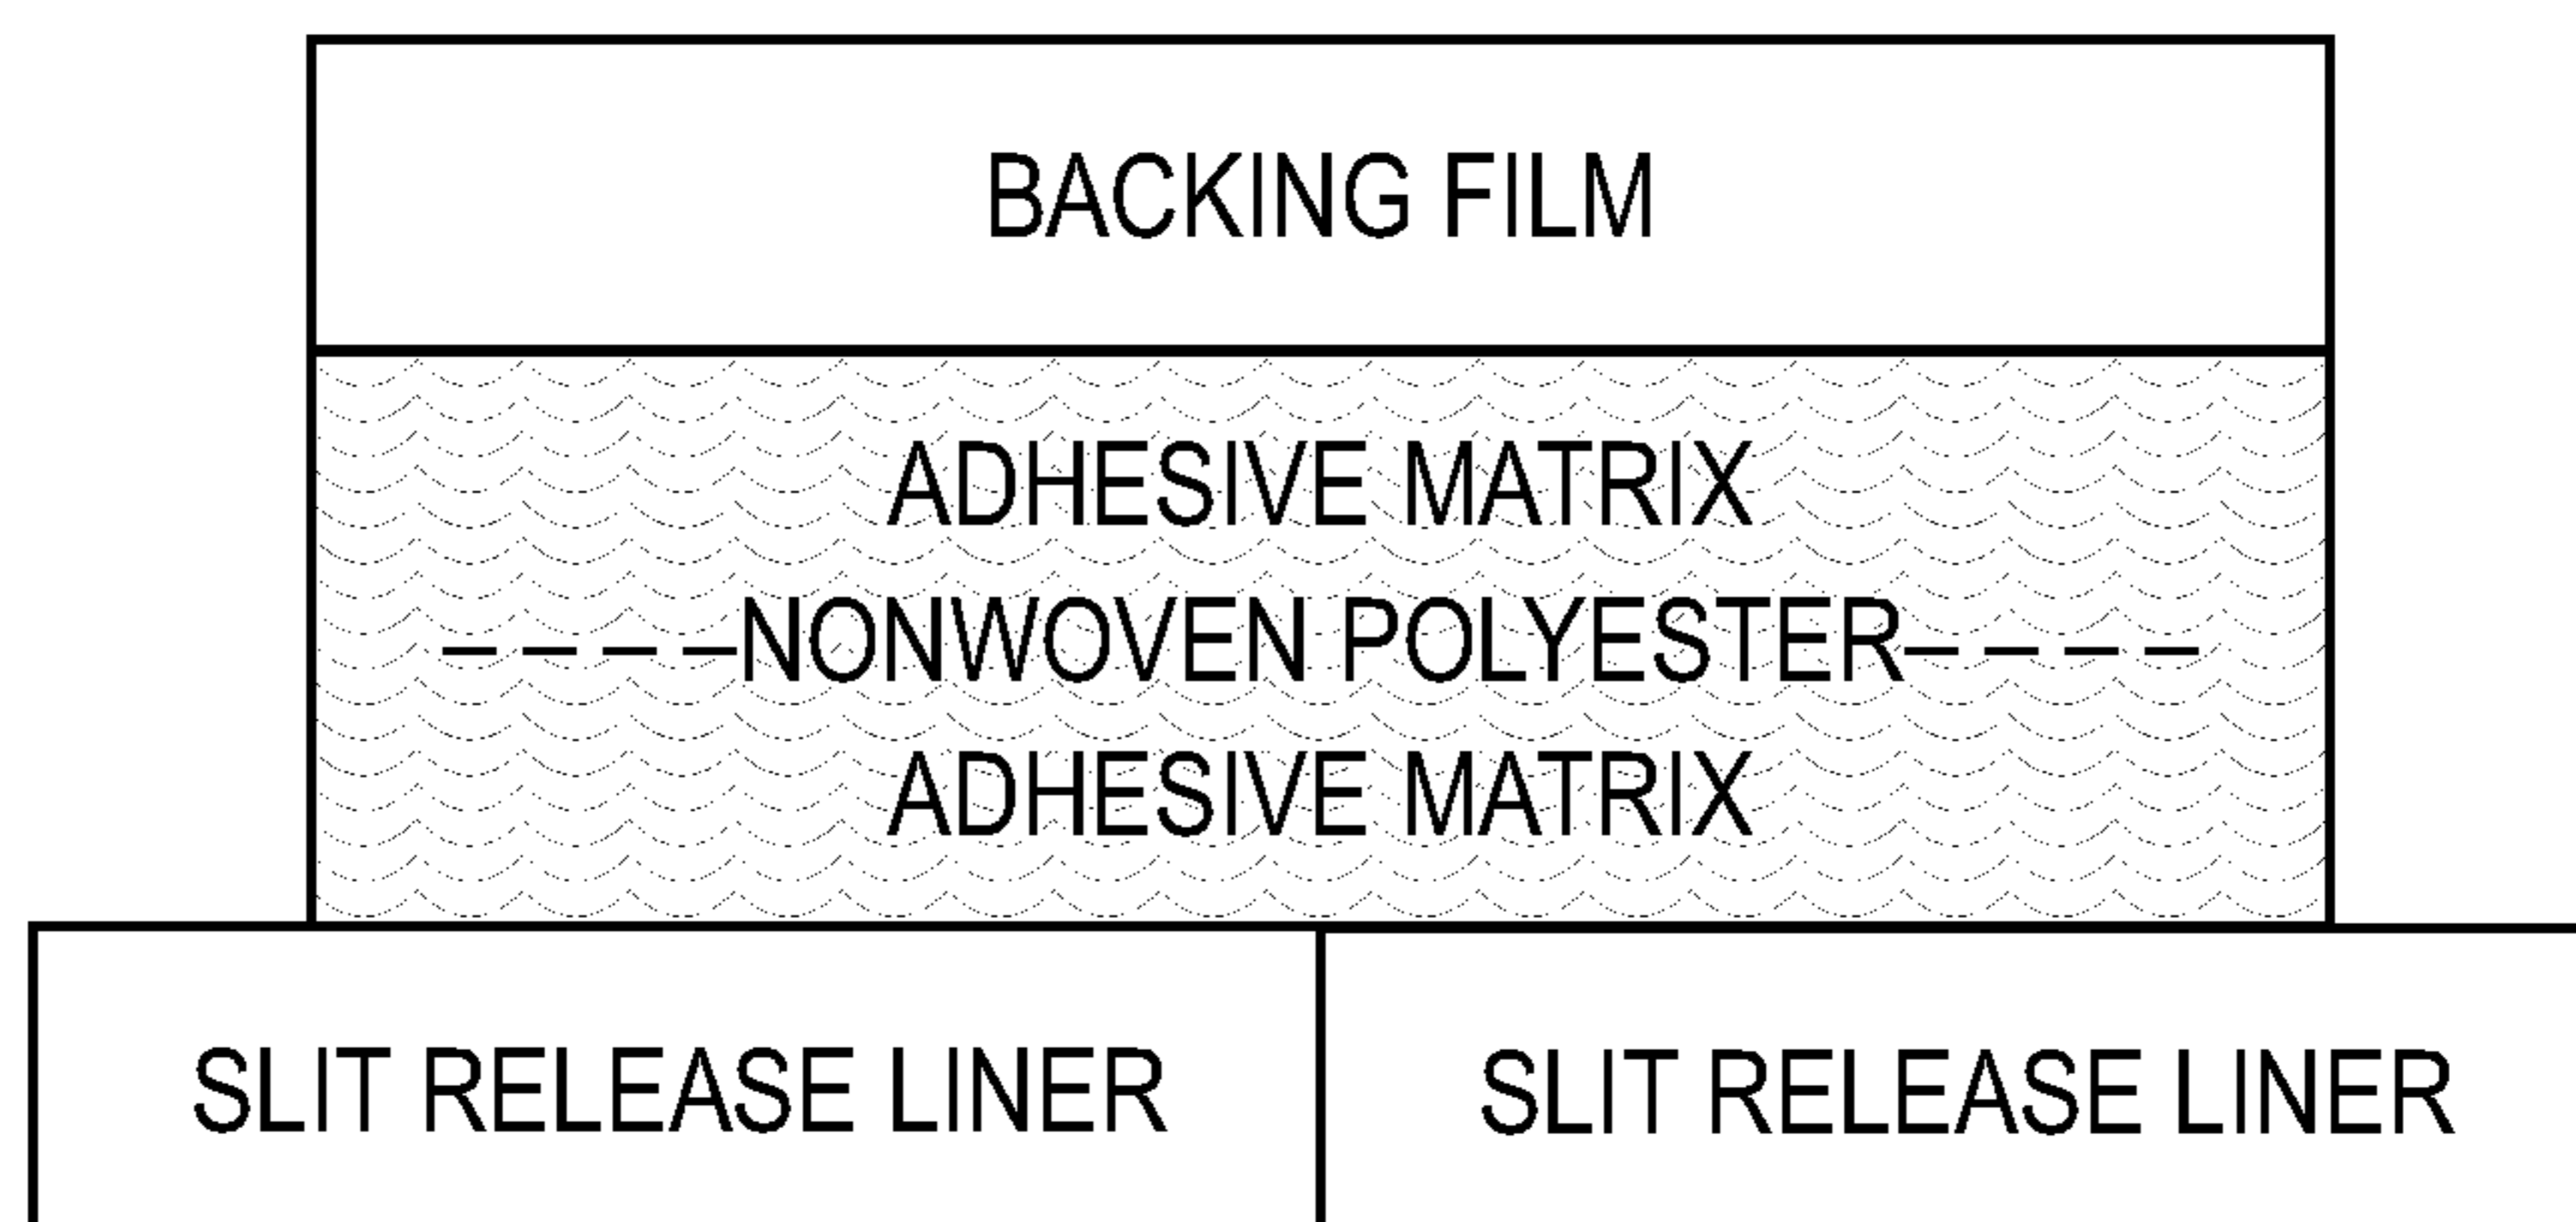 BACKING FILM
ADHESIVE MATRIX
NONWOVEN POLYESTER
ADHESIVE MATRIX
SLIT RELEASE LINER SLIT RELEASE LINER